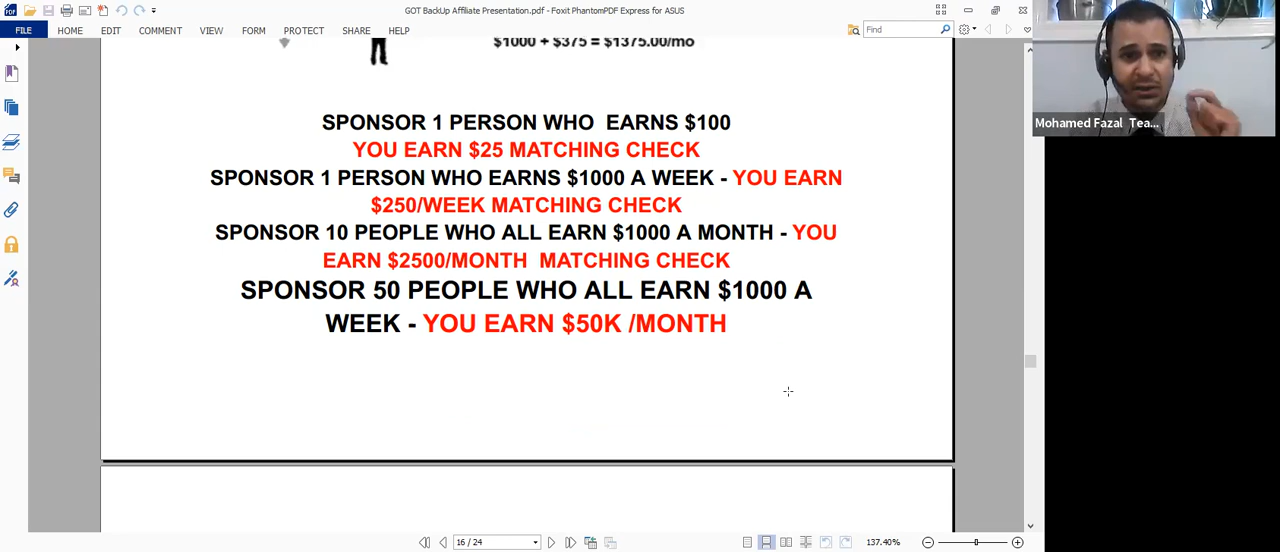 GOT BackUp Affiliate Presentation.pdf - Foxit PhantomPDF Express for ASUS
FILE HOME COMMENT VIEW FORM PROTECT SHARE HELP
Find
$1000 + $375 = $1375.00/mo
SPONSOR 1 PERSON WHO EARNS $100
YOU EARN $25 MATCHING CHECK
SPONSOR 1 PERSON WHO EARNS $1000 A WEEK - YOU EARN
$250/WEEK MATCHING CHECK
SPONSOR 10 PEOPLE WHO ALL EARN $1000 A MONTH - YOU
EARN $2500/MONTH MATCHING CHECK
SPONSOR 50 PEOPLE WHO ALL EARN $1000 A
WEEK - YOU EARN $50K /MONTH
Mohamed Fazal Tea...
16 / 24
137.40%